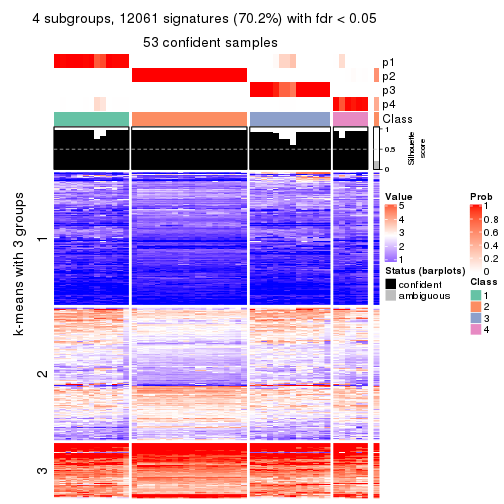 4 subgroups, 12061 signatures (70.2%) with fdr < 0.05
53 confident samples
p1
p2
p3
p4
Class
1
0.5
0
Silhouette
score
k-means with 3 groups
1
2
3
Value
5
4
3
2
1
Status (barplots)
confident
ambiguous
Prob
1
0.8
0.6
0.4
0.2
0
Class
1
2
3
4